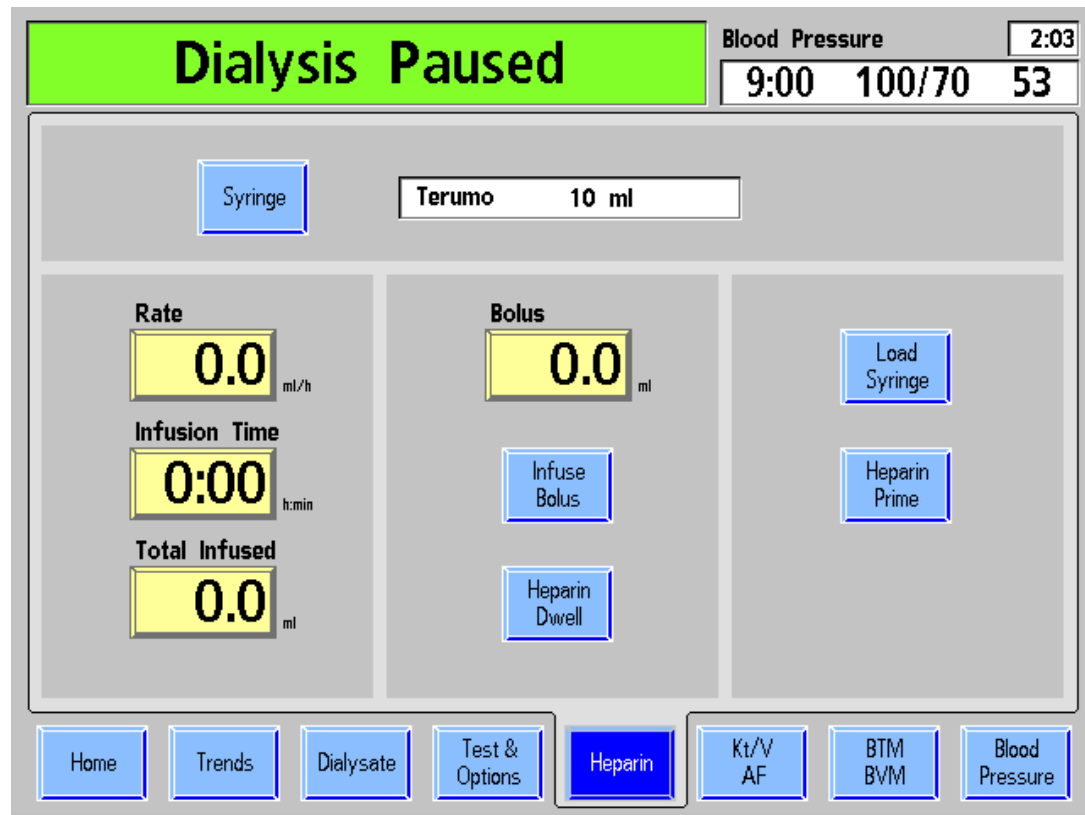 Dialysis Paused
Blood Pressure 2:03
9:00 100/70 53
Syringe
Terumo 10 ml
Rate
0.0 ml/h
Infusion Time
0:00 h:min
Total Infused
0.0 ml
Bolus
0.0 ml
Infuse
Bolus
Heparin
Dwell
Load
Syringe
Heparin
Prime
Home
Trends
Dialysate
Test &
Options
Heparin
Kt/V
AF
BTM
BVM
Blood
Pressure